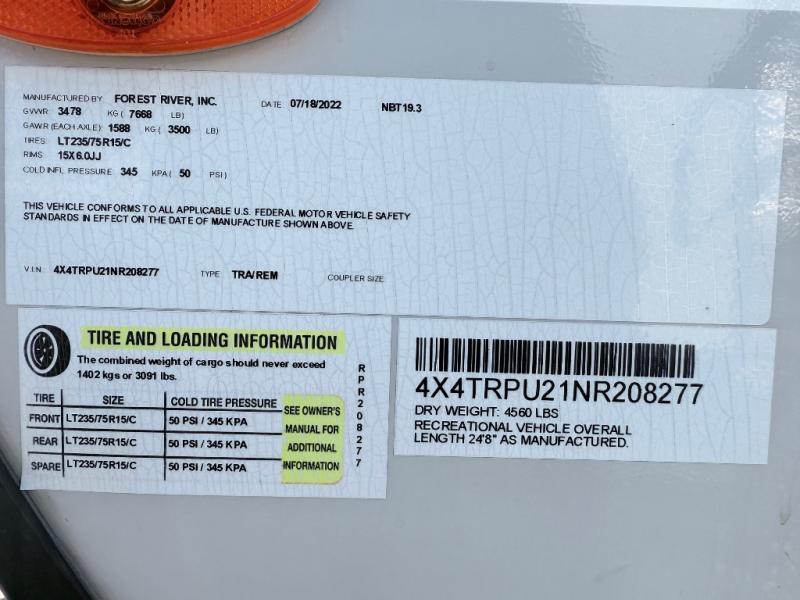 MANUFACTURED BY FOREST RIVER, INC. DATE 07/18/2022 NBT19.3
GVWR 3478 KG ( 7668 LB)
GAWR (EACH AXLE) 1588 KG ( 3500 LB)
TIRES LT235/75R15/C
RIMS 15X6.0JJ
COLD INFL. PRESSURE 345 KPA ( 50 PSI )
THIS VEHICLE CONFORMS TO ALL APPLICABLE U.S. FEDERAL MOTOR VEHICLE SAFETY
STANDARDS IN EFFECT ON THE DATE OF MANUFACTURE SHOWN ABOVE.
V.I.N. 4X4TRPU21NR208277 TYPE TRA/REM COUPLER SIZE
TIRE AND LOADING INFORMATION
The combined weight of cargo should never exceed
1402 kgs or 3091 lbs.
TIRE SIZE COLD TIRE PRESSURE
FRONT LT235/75R15/C 50 PSI / 345 KPA
REAR LT235/75R15/C 50 PSI / 345 KPA
SPARE LT235/75R15/C 50 PSI / 345 KPA
SEE OWNER'S
MANUAL FOR
ADDITIONAL
INFORMATION
RPR208277
4X4TRPU21NR208277
DRY WEIGHT: 4560 LBS
RECREATIONAL VEHICLE OVERALL
LENGTH 24'8" AS MANUFACTURED.